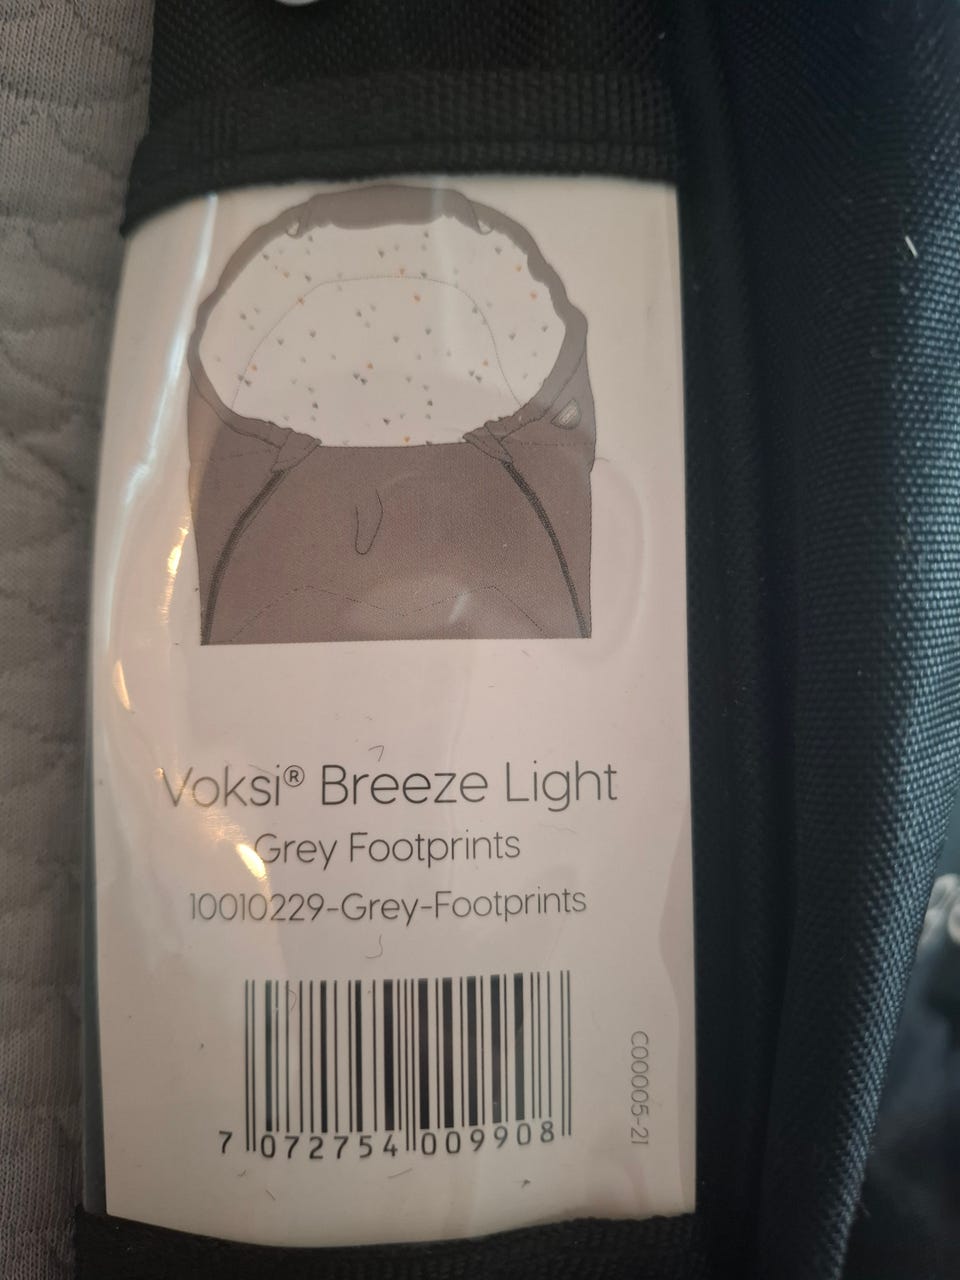 Voksi® Breeze Light
Grey Footprints
10010229-Grey-Footprints
7 072754 009908
C00005-21